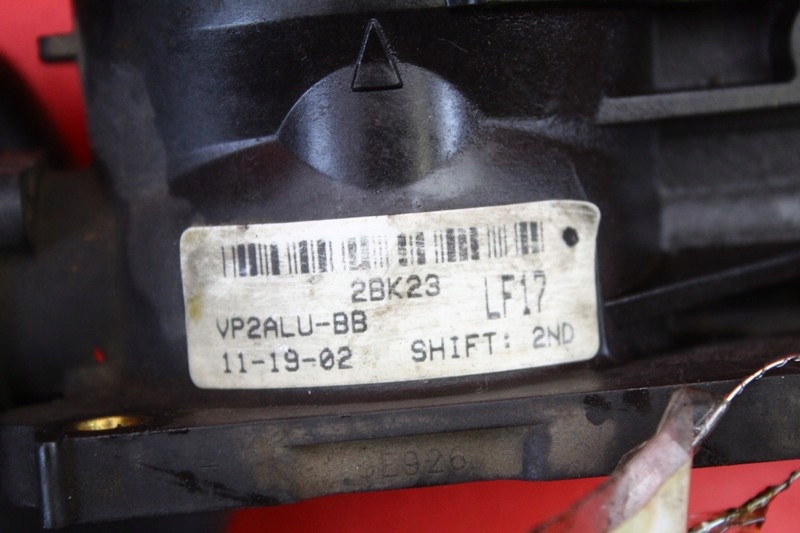 2BK23
LF17
VP2ALU-BB
11-19-02 SHIFT: 2ND